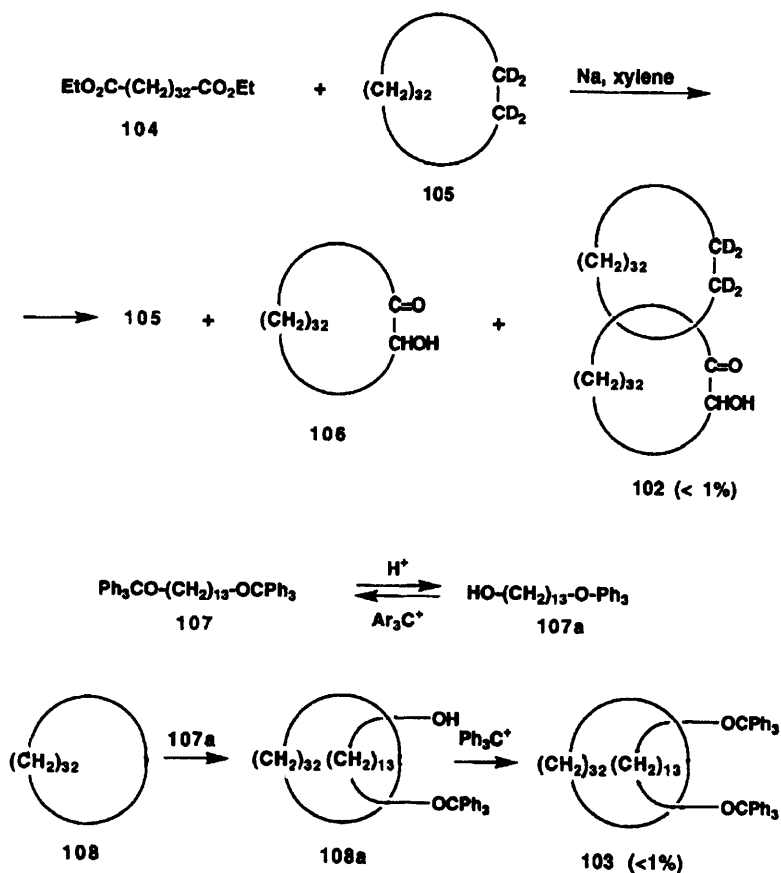 EtO₂C-(CH₂)₃₂-CO₂Et + (CH₂)₃₂ CD₂ Na, xylene
CD₂
104
105
105 + (CH₂)₃₂ C=O + (CH₂)₃₂ CD₂
CHOH CD₂
106
(CH₂)₃₂ C=O
CHOH
102 (< 1%)
Ph₃CO-(CH₂)₁₃-OCPh₃ H⁺ HO-(CH₂)₁₃-O-Ph₃
107 Ar₃C⁺ 107a
(CH₂)₃₂ 107a (CH₂)₃₂ (CH₂)₁₃ OH Ph₃C⁺ (CH₂)₃₂ (CH₂)₁₃ OCPh₃
OCPh₃ OCPh₃
108 108a 103 (<1%)